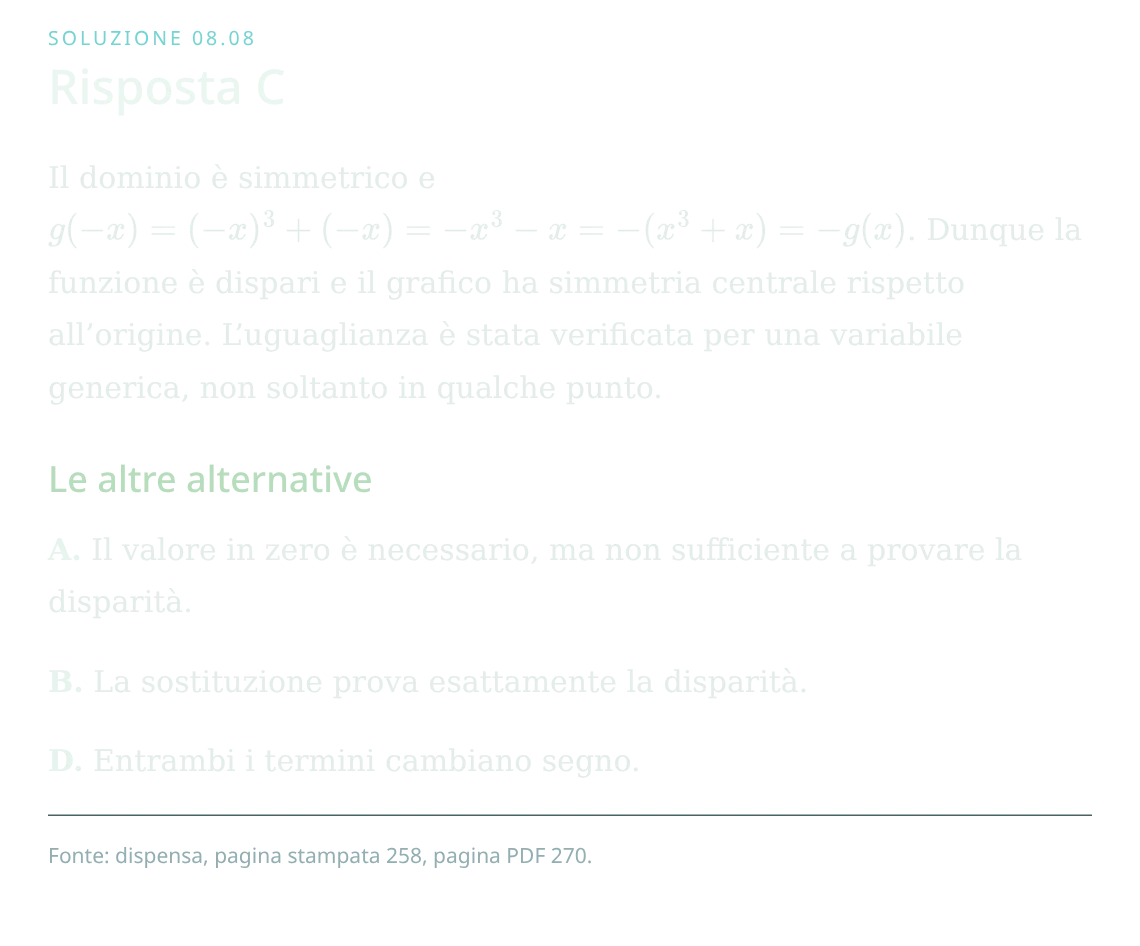 SOLUZIONE 08.08
Risposta C
Il dominio è simmetrico e
g(−x) = (−x)³ + (−x) = −x³ − x = −(x³ + x) = −g(x). Dunque la
funzione è dispari e il grafico ha simmetria centrale rispetto
all’origine. L’uguaglianza è stata verificata per una variabile
generica, non soltanto in qualche punto.
Le altre alternative
A. Il valore in zero è necessario, ma non sufficiente a provare la
disparità.
B. La sostituzione prova esattamente la disparità.
D. Entrambi i termini cambiano segno.
Fonte: dispensa, pagina stampata 258, pagina PDF 270.